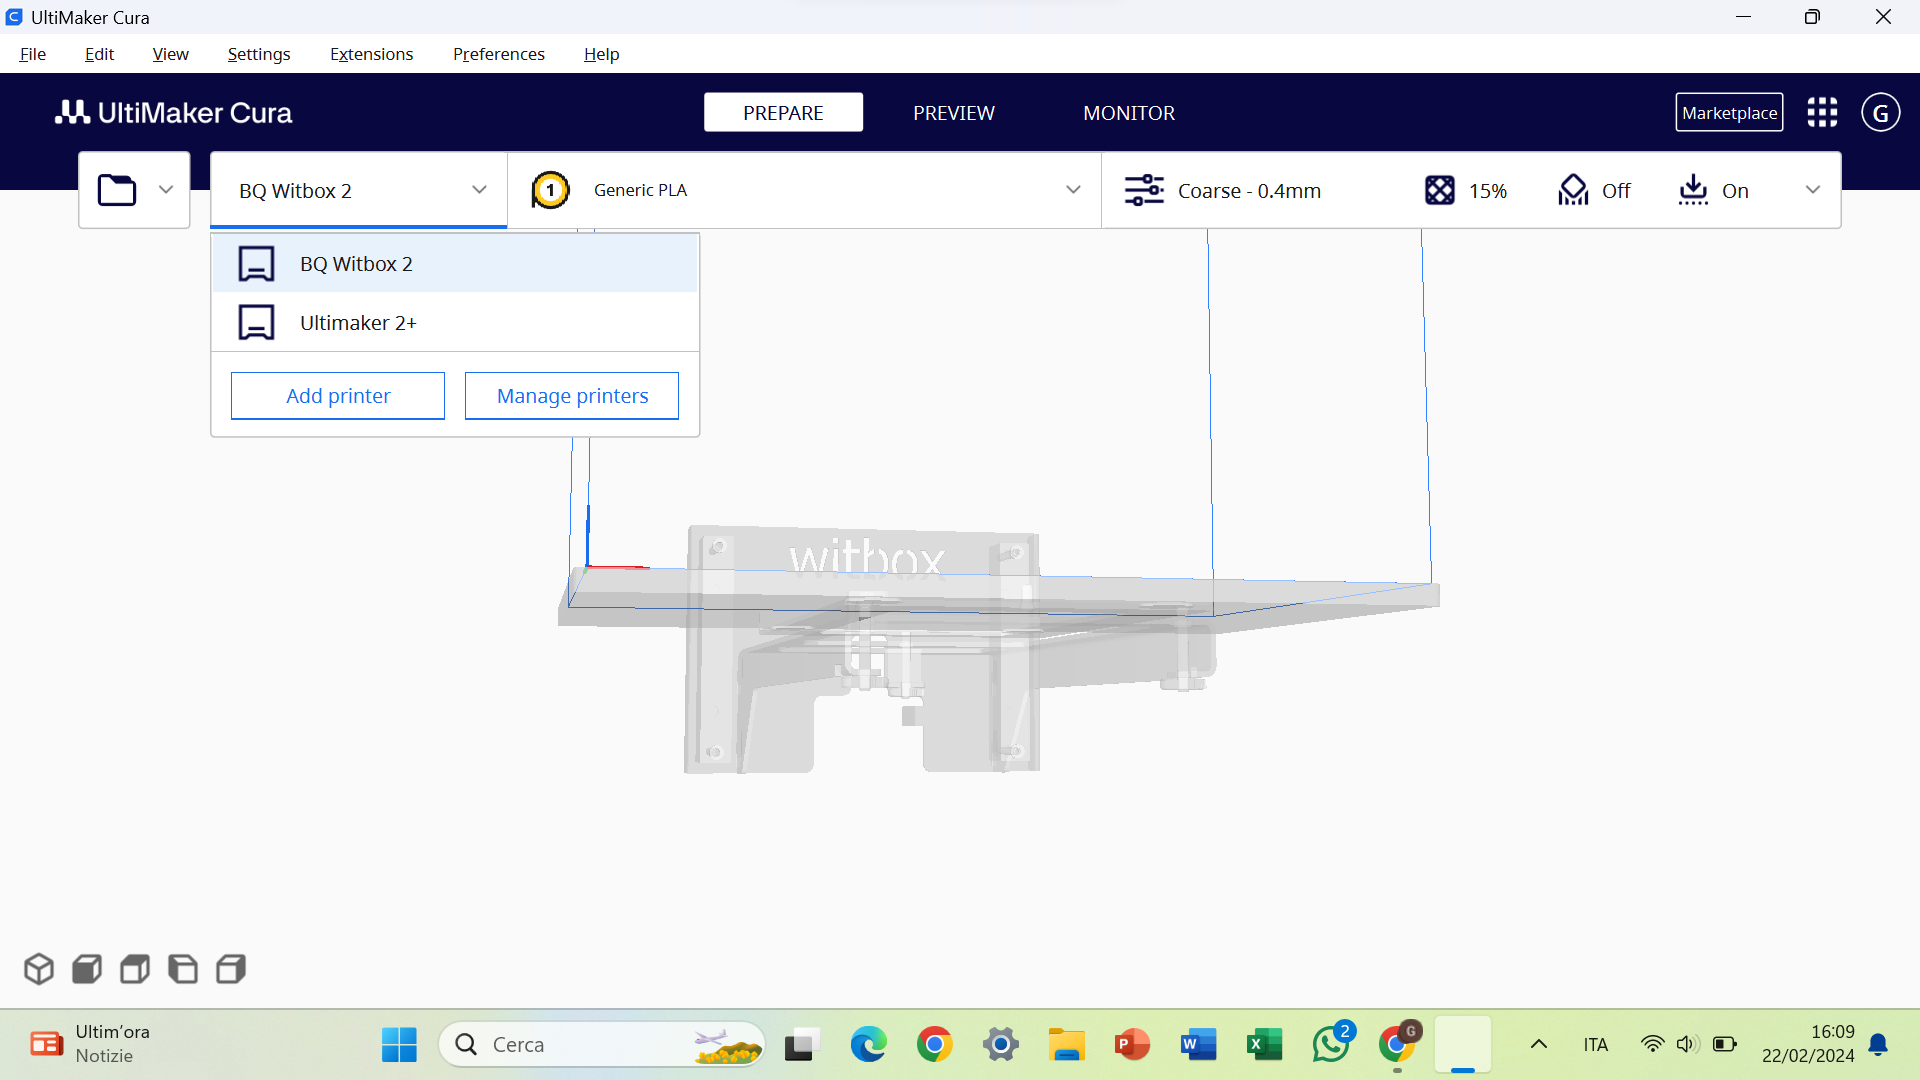 UltiMaker Cura
File Edit View Settings Extensions Preferences Help
UltiMaker Cura
PREPARE PREVIEW MONITOR
Marketplace
G
BQ Witbox 2
1
Generic PLA
Coarse - 0.4mm
15%
Off
On
BQ Witbox 2
Ultimaker 2+
Add printer
Manage printers
witbox
Ultim'ora
Notizie
Cerca
2
G
ITA
16:09
22/02/2024